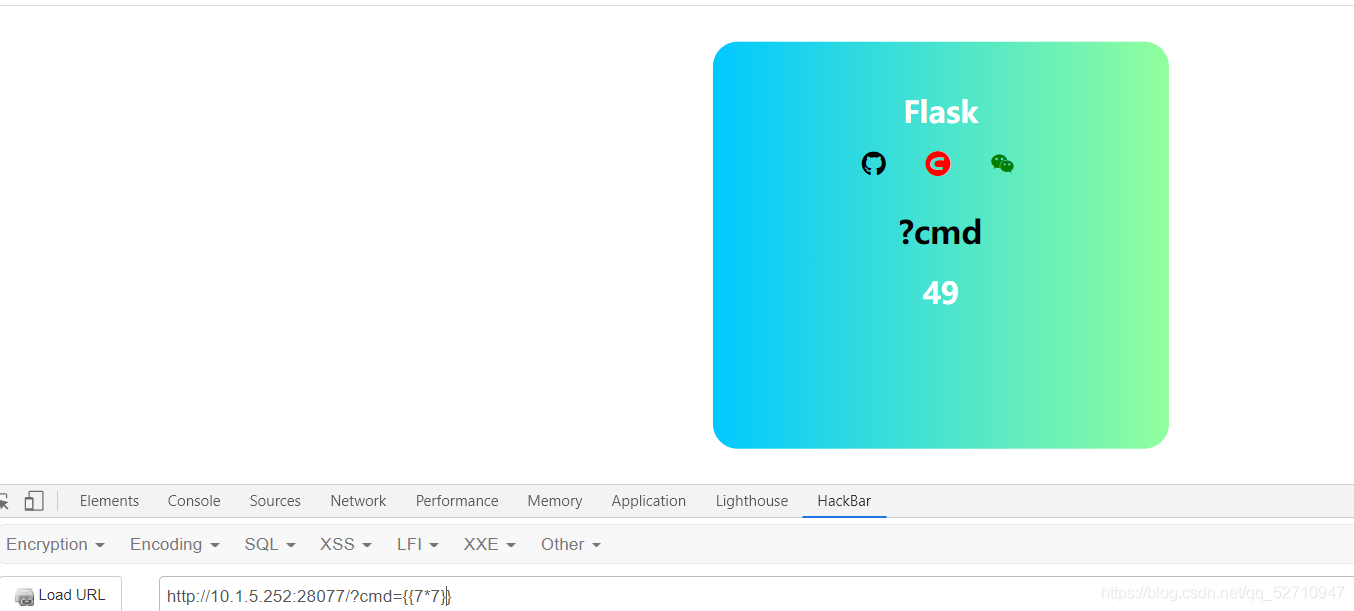 Flask
?cmd
49
Elements Console Sources Network Performance Memory Application Lighthouse HackBar
Encryption Encoding SQL XSS LFI XXE Other
Load URL http://10.1.5.252:28077/?cmd={{7*7}}
https://blog.csdn.net/qq_52710947